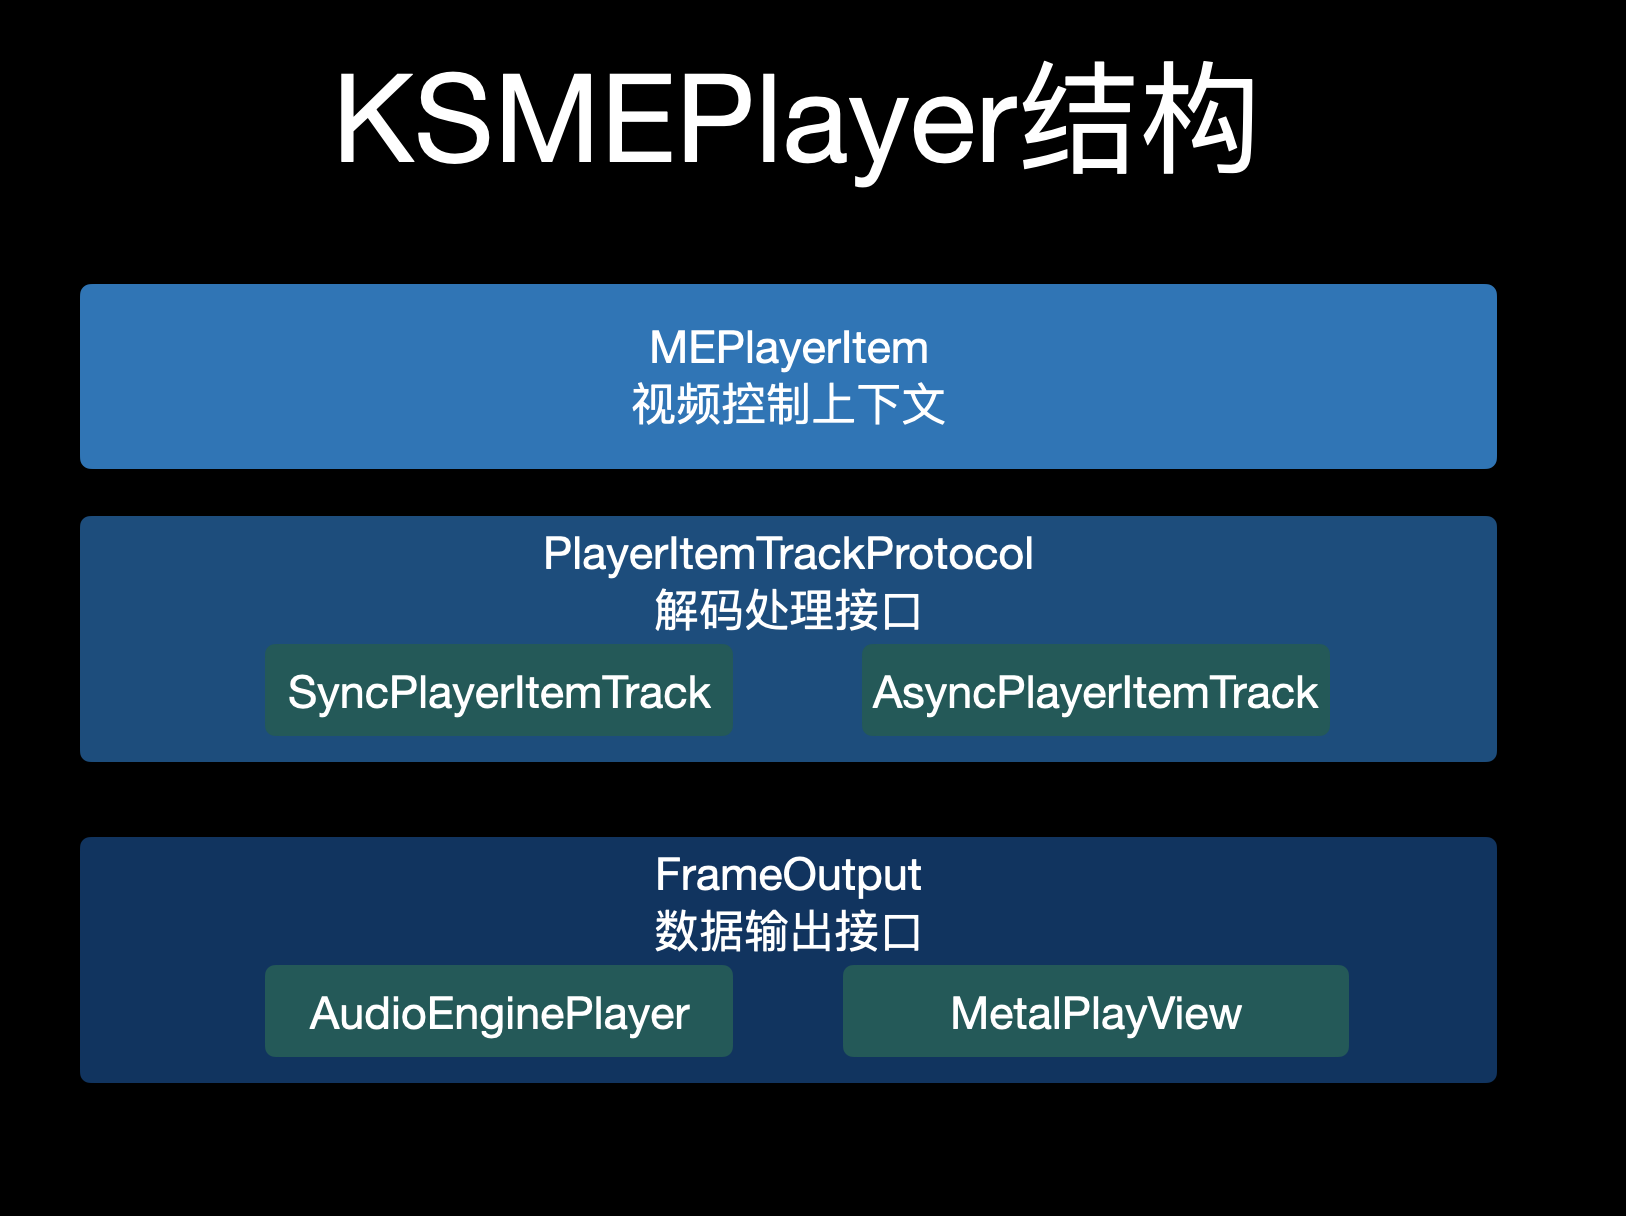 KSMEPlayer结构
MEPlayerItem
视频控制上下文
PlayerItemTrackProtocol
解码处理接口
SyncPlayerItemTrack
AsyncPlayerItemTrack
FrameOutput
数据输出接口
AudioEnginePlayer
MetalPlayView